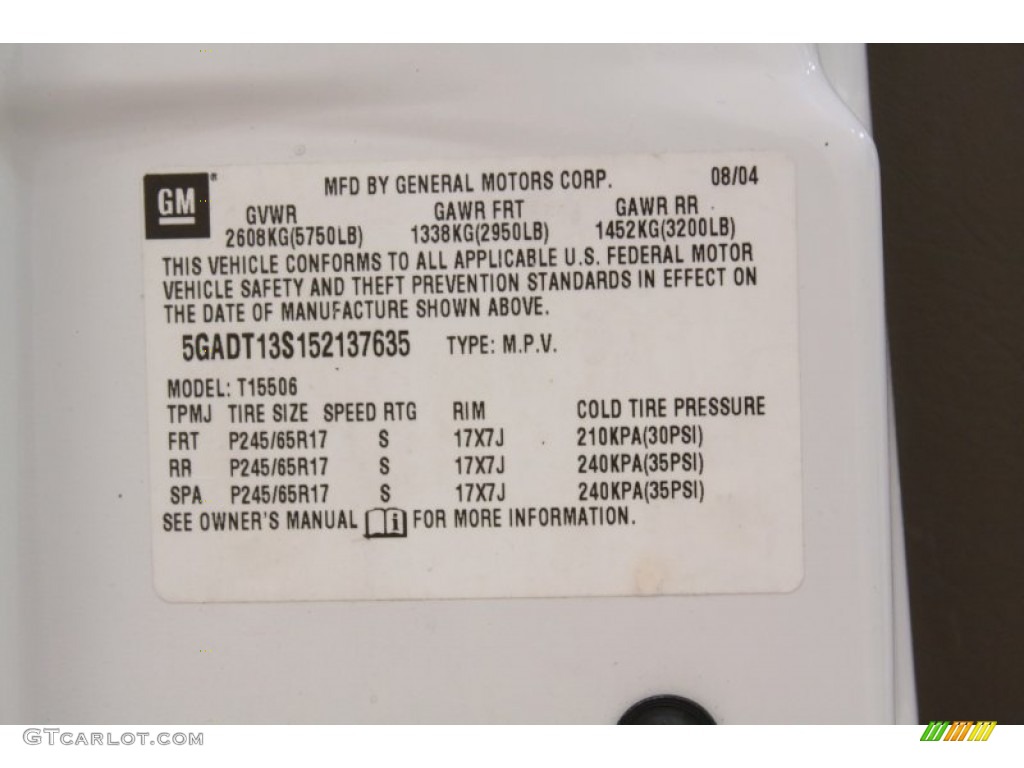 GM®
MFD BY GENERAL MOTORS CORP. 08/04
GVWR GAWR FRT GAWR RR
2608KG(5750LB) 1338KG(2950LB) 1452KG(3200LB)
THIS VEHICLE CONFORMS TO ALL APPLICABLE U.S. FEDERAL MOTOR
VEHICLE SAFETY AND THEFT PREVENTION STANDARDS IN EFFECT ON
THE DATE OF MANUFACTURE SHOWN ABOVE.
5GADT13S152137635 TYPE: M.P.V.
MODEL: T15506
TPMJ TIRE SIZE SPEED RTG RIM COLD TIRE PRESSURE
FRT P245/65R17 S 17X7J 210KPA(30PSI)
RR P245/65R17 S 17X7J 240KPA(35PSI)
SPA P245/65R17 S 17X7J 240KPA(35PSI)
SEE OWNER'S MANUAL i FOR MORE INFORMATION.
GTCarLot.com